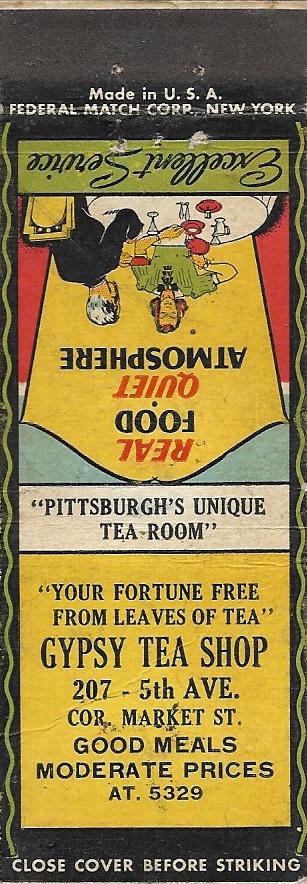 Made in U. S. A.
FEDERAL MATCH CORP., NEW YORK
Excellent Service
REAL
FOOD
QUIET
ATMOSPHERE
"PITTSBURGH'S UNIQUE
TEA-ROOM"
"YOUR FORTUNE FREE
FROM LEAVES OF TEA"
GYPSY TEA SHOP
207 - 5th AVE.
COR. MARKET ST.
GOOD MEALS
MODERATE PRICES
AT. 5329
CLOSE COVER BEFORE STRIKING